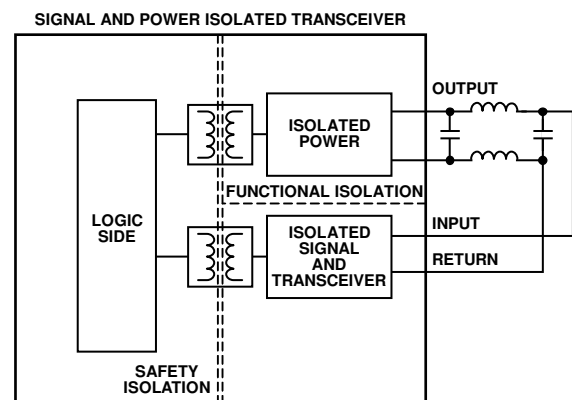 SIGNAL AND POWER ISOLATED TRANSCEIVER
OUTPUT
ISOLATED
POWER
FUNCTIONAL ISOLATION
LOGIC
SIDE
ISOLATED
SIGNAL
AND
TRANSCEIVER
INPUT
RETURN
SAFETY
ISOLATION